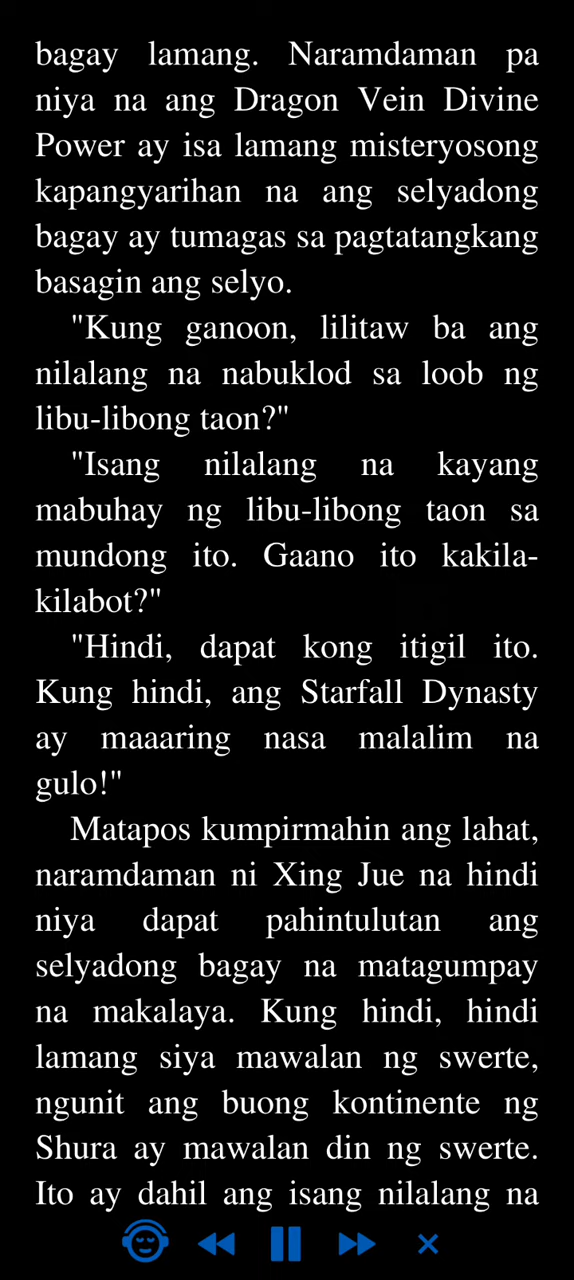 bagay lamang. Naramdaman pa
niya na ang Dragon Vein Divine
Power ay isa lamang misteryosong
kapangyarihan na ang selyadong
bagay ay tumagas sa pagtatangkang
basagin ang selyo.
"Kung ganoon, lilitaw ba ang
nilalang na nabuklod sa loob ng
libu-libong taon?"
"Isang nilalang na kayang
mabuhay ng libu-libong taon sa
mundong ito. Gaano ito kakila-
kilabot?"
"Hindi, dapat kong itigil ito.
Kung hindi, ang Starfall Dynasty
ay maaaring nasa malalim na
gulo!"
Matapos kumpirmahin ang lahat,
naramdaman ni Xing Jue na hindi
niya dapat pahintulutan ang
selyadong bagay na matagumpay
na makalaya. Kung hindi, hindi
lamang siya mawalan ng swerte,
ngunit ang buong kontinente ng
Shura ay mawalan din ng swerte.
Ito ay dahil ang isang nilalang na